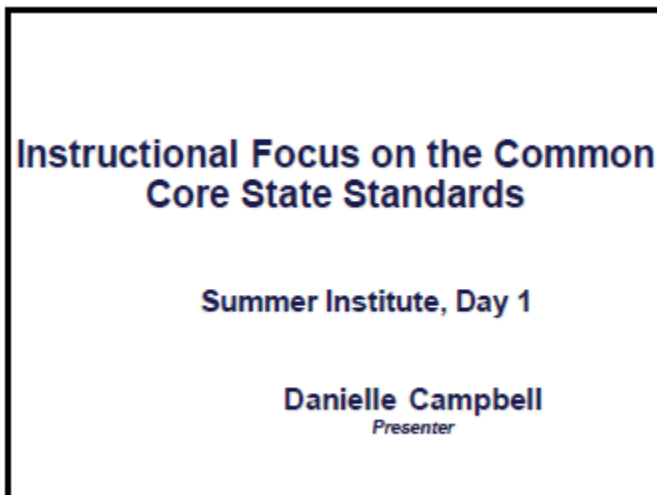 Instructional Focus on the Common
Core State Standards
Summer Institute, Day 1
Danielle Campbell
Presenter